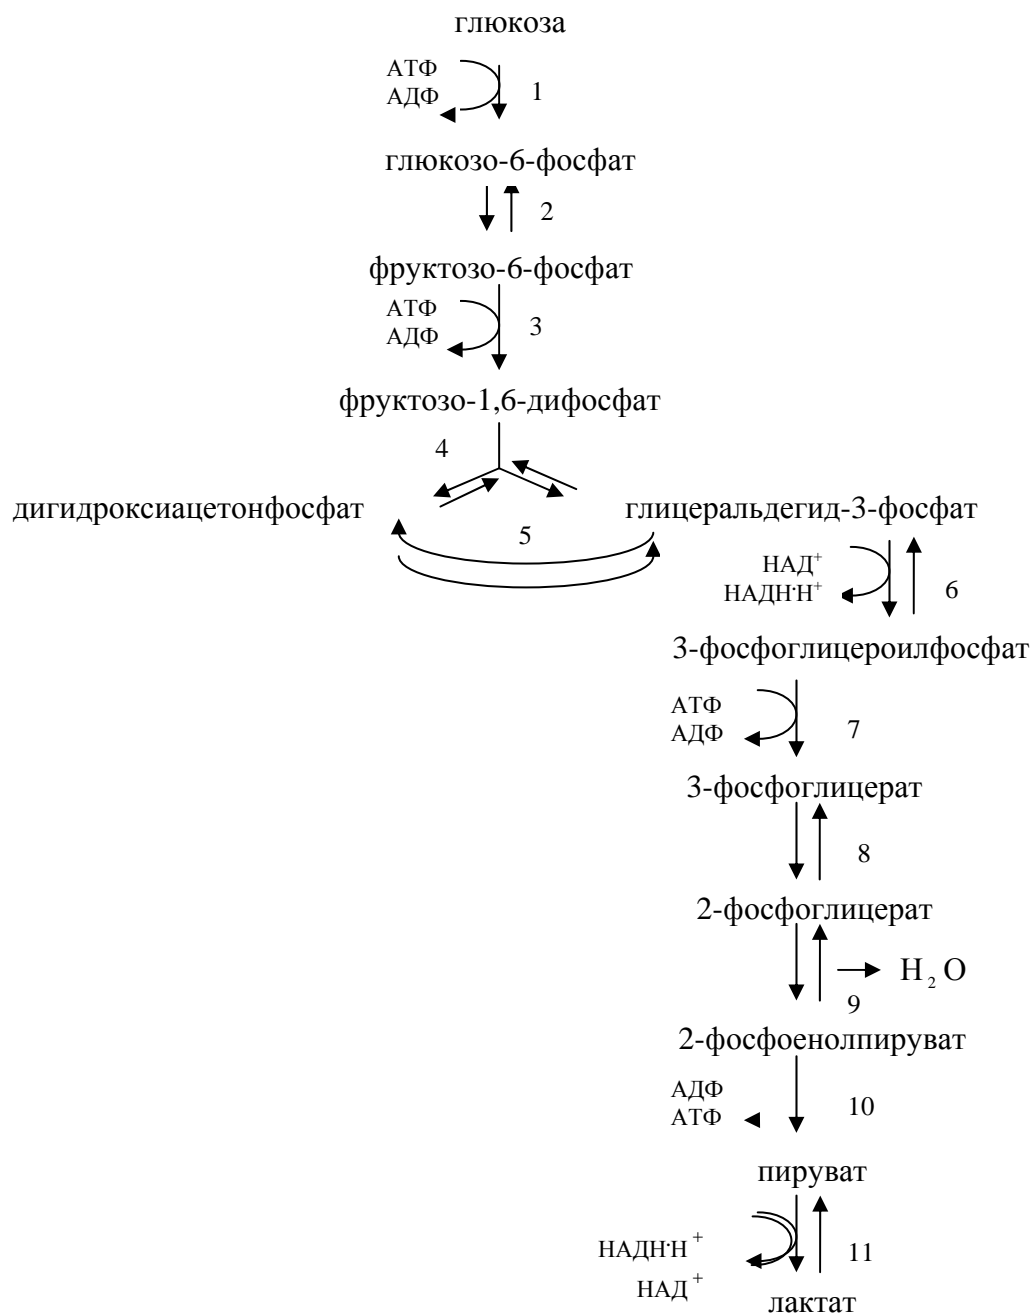 глюкоза
АТФ
АДФ
1
глюкозо-6-фосфат
2
фруктозо-6-фосфат
АТФ
АДФ
3
фруктозо-1,6-дифосфат
4
дигидроксиацетонфосфат
5
глицеральдегид-3-фосфат
НАД⁺
НАДН·Н⁺
6
3-фосфоглицероилфосфат
АТФ
АДФ
7
3-фосфоглицерат
8
2-фосфоглицерат
H₂O
9
2-фосфоенолпируват
АДФ
АТФ
10
пируват
НАДН·Н⁺
11
НАД⁺
лактат